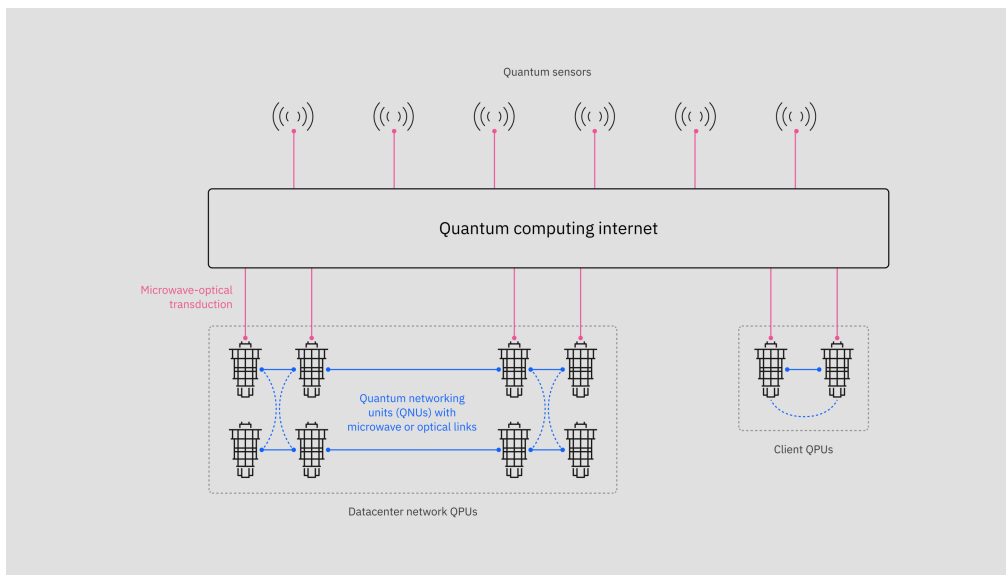 Quantum sensors
Quantum computing internet
Microwave-optical
transduction
Quantum networking
units (QNUs) with
microwave or optical links
Client QPUs
Datacenter network QPUs